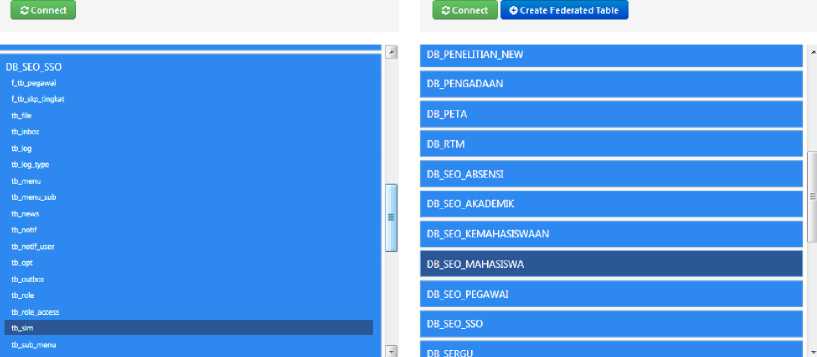 Connect
DB_SEO_SSO
f_tb_pegawai
f_tb_skp_tingkat
tb_file
tb_inbox
tb_log
tb_log_type
tb_menu
tb_menu_sub
tb_news
tb_notif
tb_notif_user
tb_opt
tb_outbox
tb_role
tb_role_access
tb_sim
tb_sub_menu
Connect Create Federated Table
DB_PENELITIAN_NEW
DB_PENGADAAN
DB_PETA
DB_RTM
DB_SEO_ABSENSI
DB_SEO_AKADEMIK
DB_SEO_KEMAHASISWAAN
DB_SEO_MAHASISWA
DB_SEO_PEGAWAI
DB_SEO_SSO
DB_SERGU